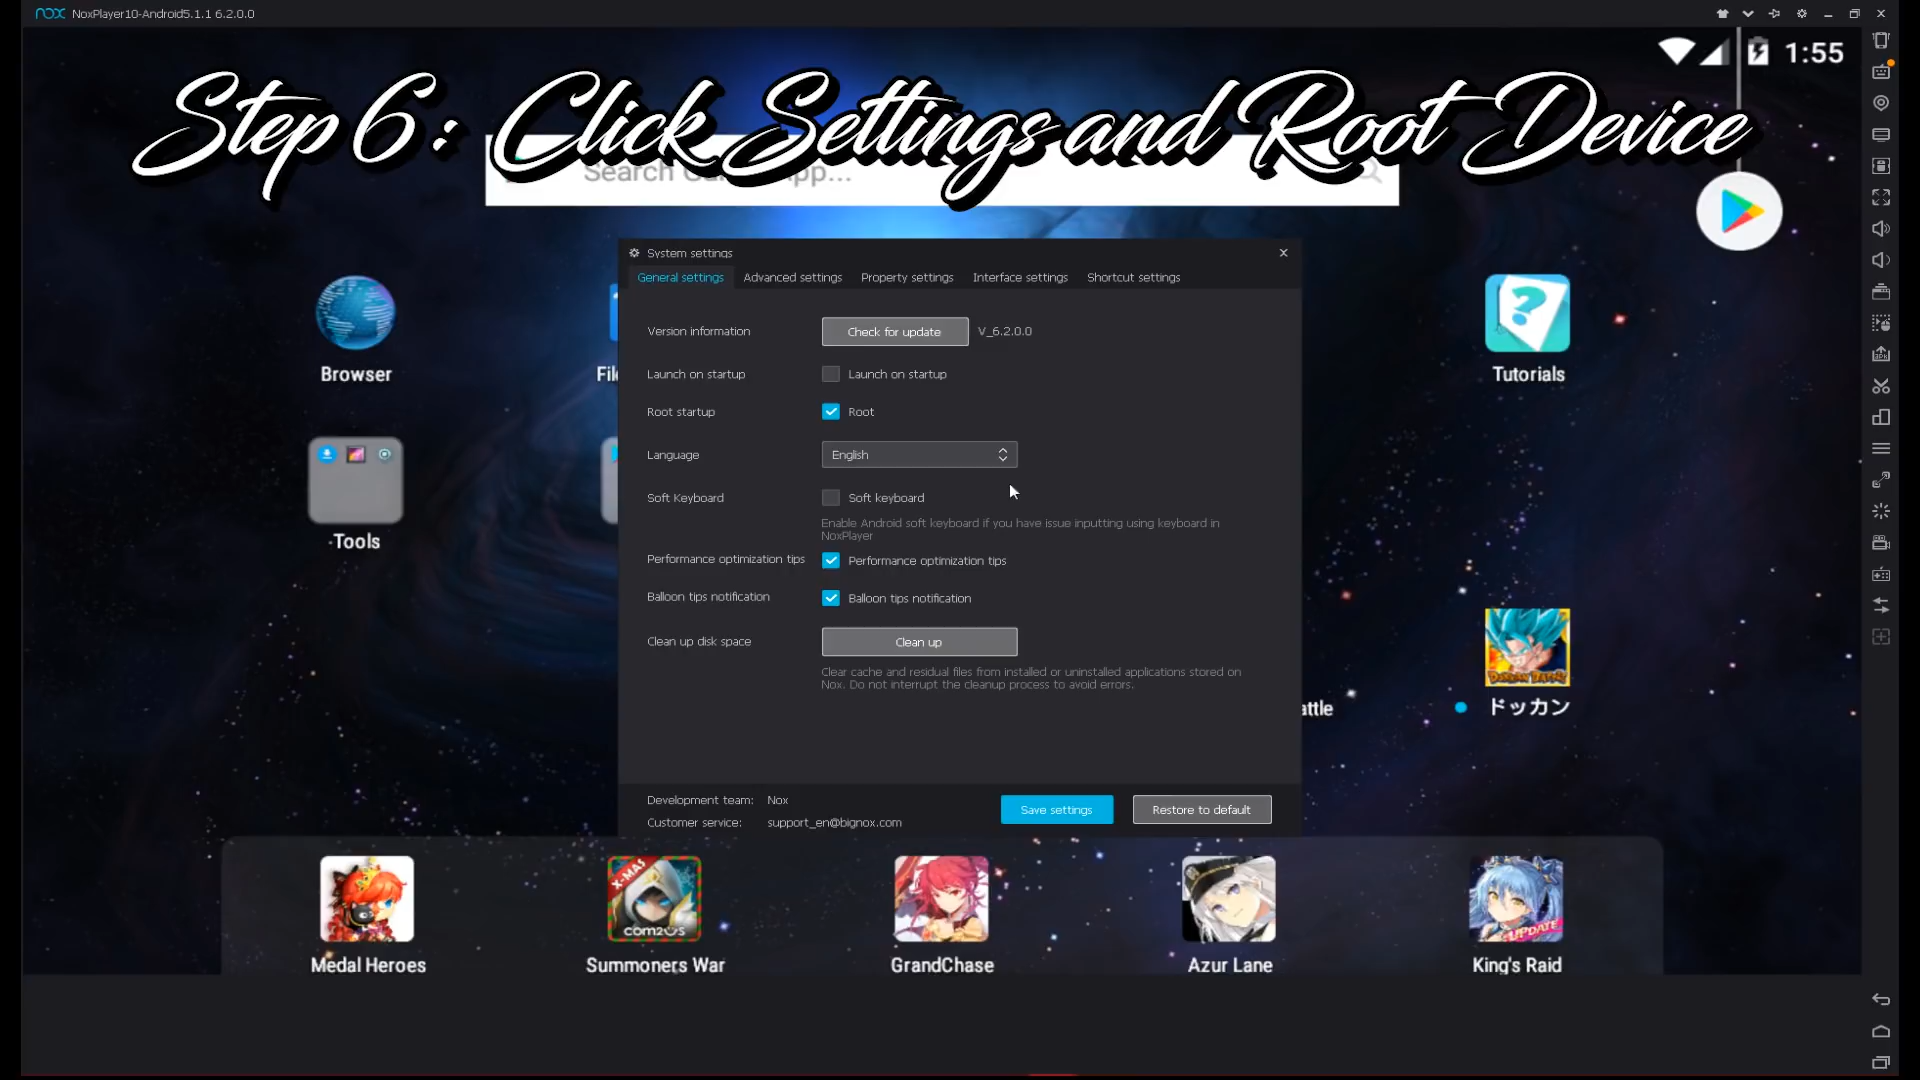 nox NoxPlayer10-Android5.1.1 6.2.0.0
1:55
Step 6: Click Settings and Root Device
Search
System settings
General settings Advanced settings Property settings Interface settings Shortcut settings
Version information Check for update V_6.2.0.0
Launch on startup Launch on startup
Root startup Root
Language English
Soft Keyboard Soft keyboard
Enable Android soft keyboard if you have issue inputting using keyboard in
NoxPlayer
Performance optimization tips Performance optimization tips
Balloon tips notification Balloon tips notification
Clean up disk space Clean up
Clear cache and residual files from installed or uninstalled applications stored on
Nox. Do not interrupt the cleanup process to avoid errors.
Development team: Nox
Customer service: support_en@bignox.com
Save settings Restore to default
Browser
Tutorials
Tools
attle
ドッカン
X-MAS
com2us
UPDATE
Medal Heroes
Summoners War
GrandChase
Azur Lane
King's Raid